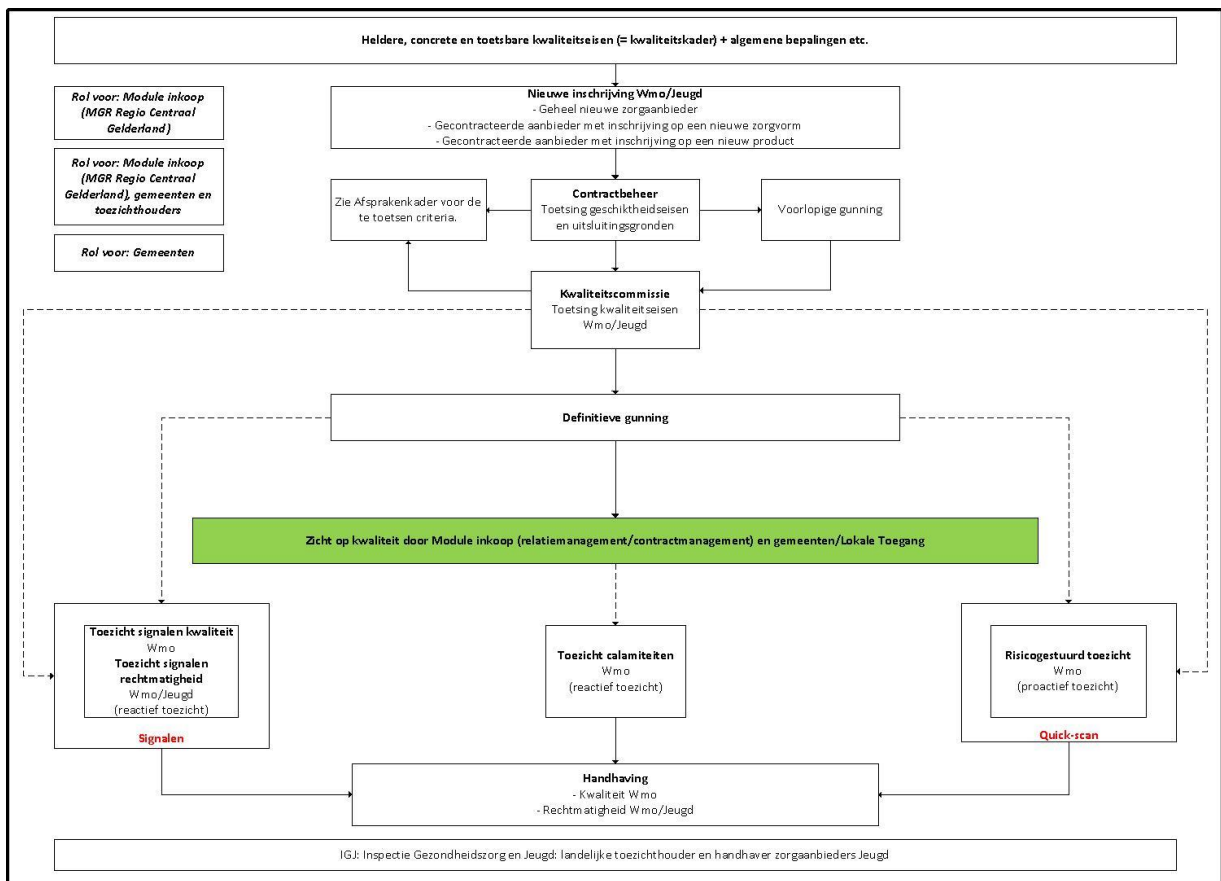 Heldere, concrete en toetsbare kwaliteitseisen (= kwaliteitskader) + algemene bepalingen etc.
Rol voor: Module inkoop
(MGR Regio Centraal
Gelderland)
Nieuwe inschrijving Wmo/Jeugd
- Geheel nieuwe zorgaanbieder
- Gecontracteerde aanbieder met inschrijving op een nieuwe zorgvorm
- Gecontracteerde aanbieder met inschrijving op een nieuw product
Rol voor: Module inkoop
(MGR Regio Centraal
Gelderland), gemeenten en
toezichthouders
Rol voor: Gemeenten
Zie Afsprakenkader voor de
te toetsen criteria.
Contractbeheer
Toetsing geschiktheidseisen
en uitsluitingsgronden
Voorlopige gunning
Kwaliteitscommissie
Toetsing kwaliteitseisen
Wmo/Jeugd
Definitieve gunning
Zicht op kwaliteit door Module inkoop (relatiemanagement/contractmanagement) en gemeenten/Lokale Toegang
Toezicht signalen kwaliteit
Wmo
Toezicht signalen
rechtmatigheid
Wmo/Jeugd
(reactief toezicht)
Signalen
Toezicht calamiteiten
Wmo
(reactief toezicht)
Risicogestuurd toezicht
Wmo
(proactief toezicht)
Quick-scan
Handhaving
- Kwaliteit Wmo
- Rechtmatigheid Wmo/Jeugd
IGJ: Inspectie Gezondheidszorg en Jeugd: landelijke toezichthouder en handhaver zorgaanbieders Jeugd